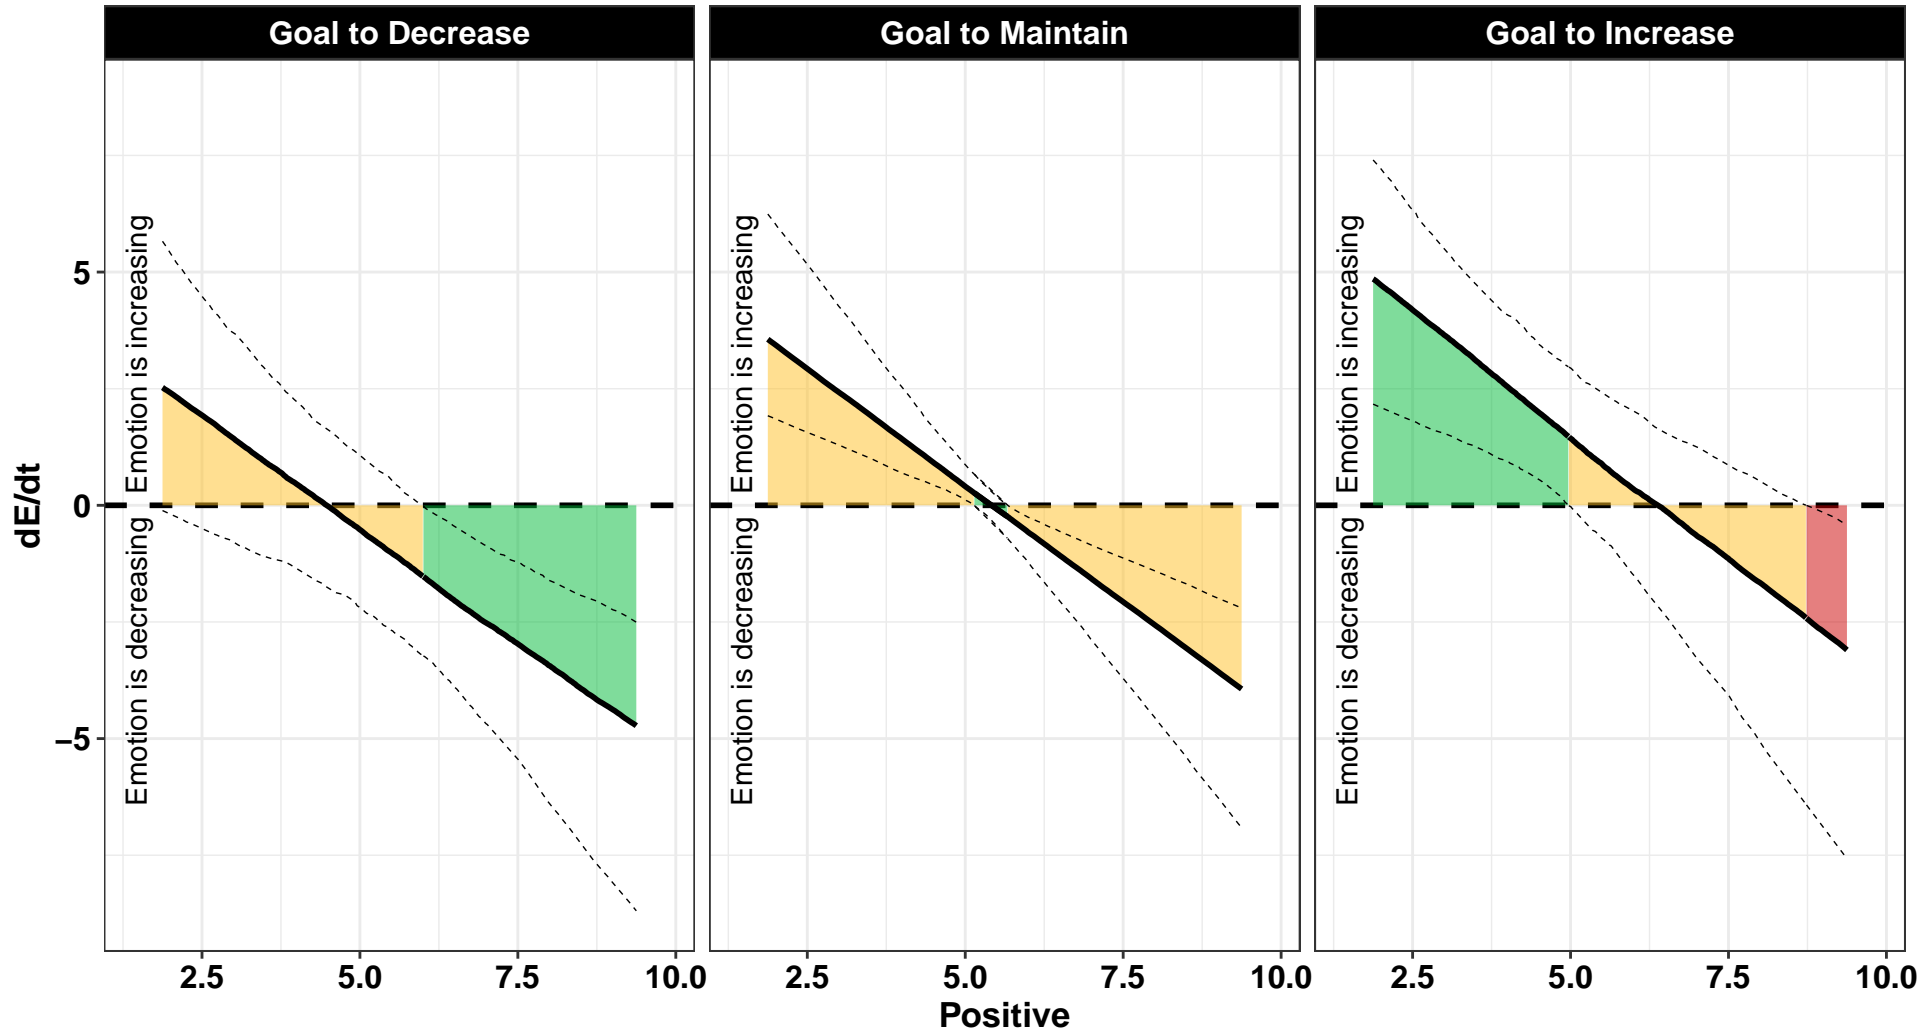 Goal to Decrease
Goal to Maintain
Goal to Increase
dE/dt
5
0
−5
Emotion is increasing
Emotion is decreasing
Emotion is increasing
Emotion is decreasing
Emotion is increasing
Emotion is decreasing
2.5 5.0 7.5 10.0
2.5 5.0 7.5 10.0
2.5 5.0 7.5 10.0
Positive